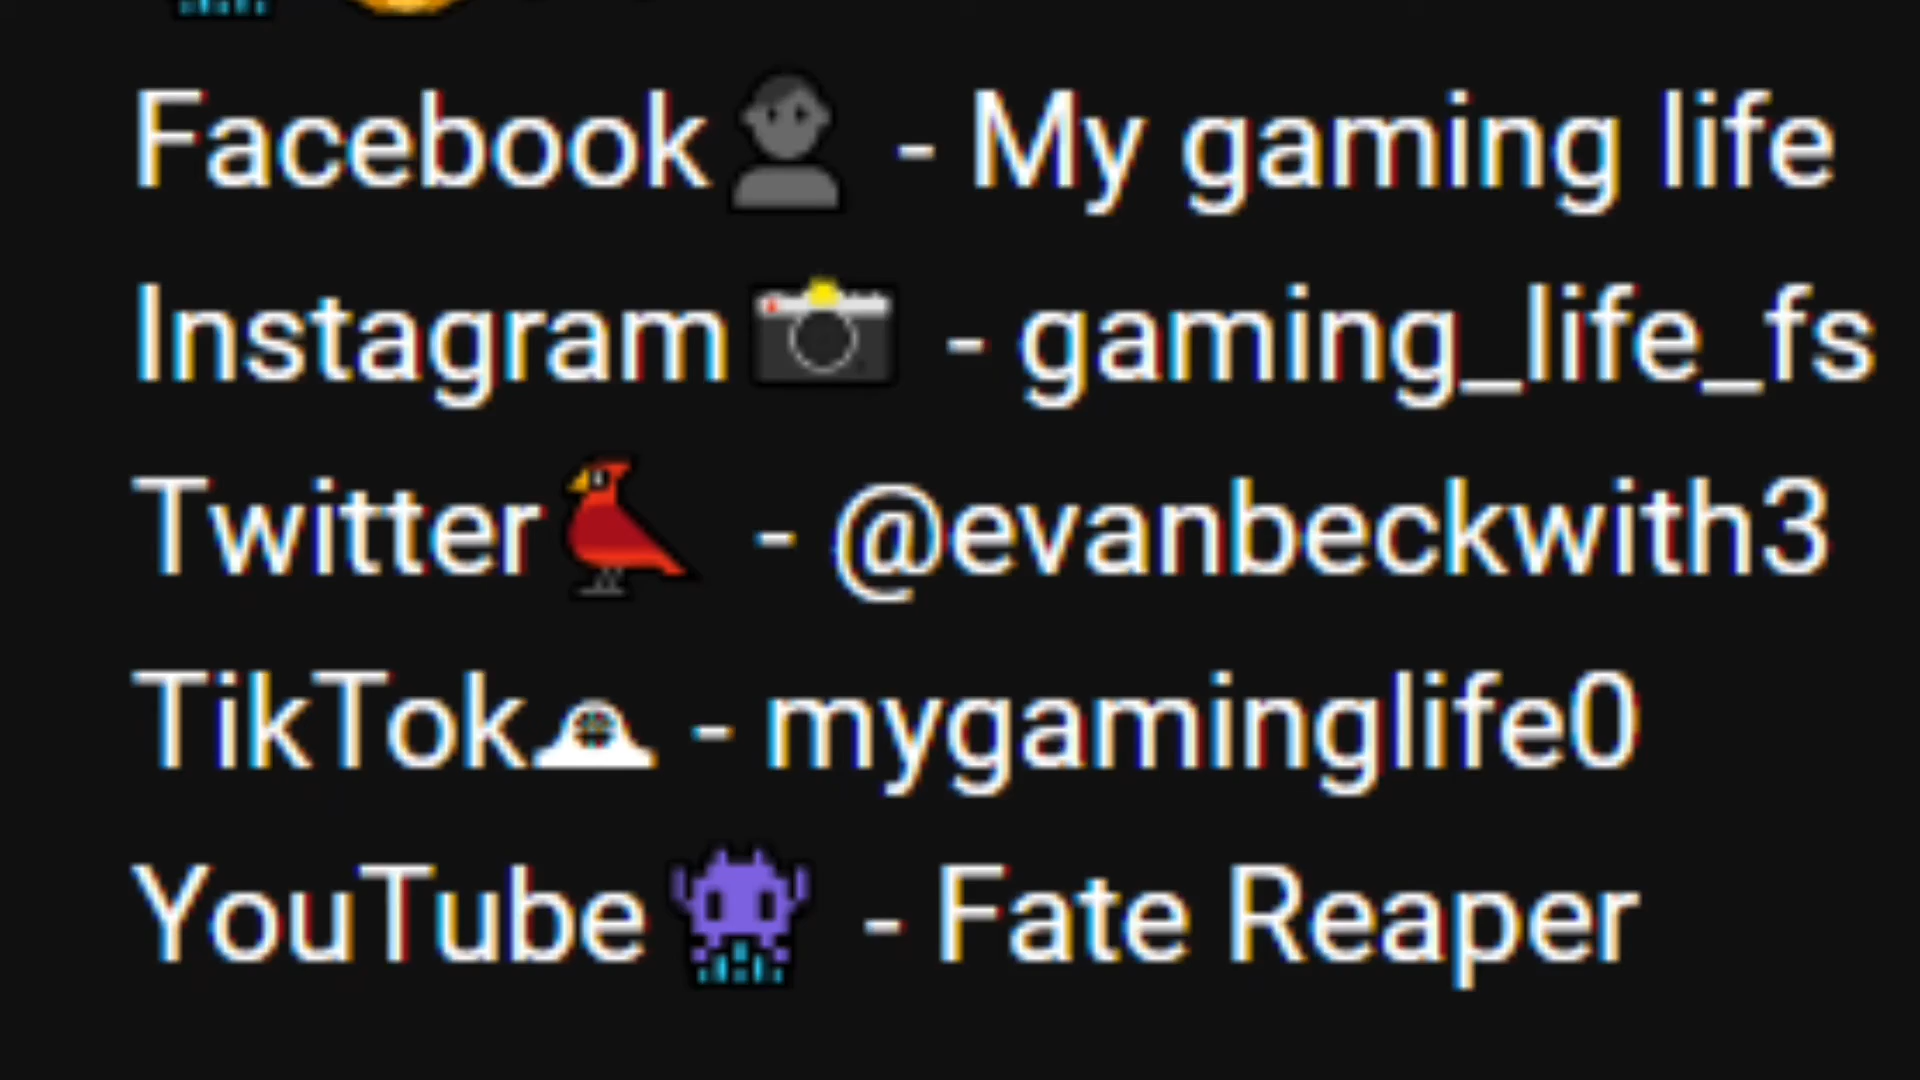 Facebook👤 - My gaming life
Instagram📸 - gaming_life_fs
Twitter🐦 - @evanbeckwith3
TikTok🕋 - mygaminglife0
YouTube👾 - Fate Reaper